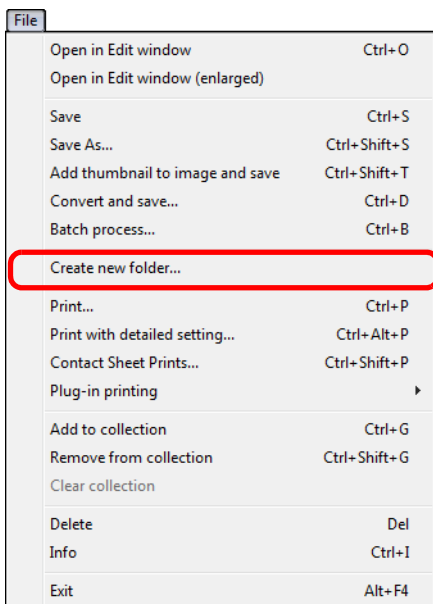 File
Open in Edit window Ctrl+O
Open in Edit window (enlarged)
Save Ctrl+S
Save As... Ctrl+Shift+S
Add thumbnail to image and save Ctrl+Shift+T
Convert and save... Ctrl+D
Batch process... Ctrl+B
Create new folder...
Print... Ctrl+P
Print with detailed setting... Ctrl+Alt+P
Contact Sheet Prints... Ctrl+Shift+P
Plug-in printing
Add to collection Ctrl+G
Remove from collection Ctrl+Shift+G
Clear collection
Delete Del
Info Ctrl+I
Exit Alt+F4